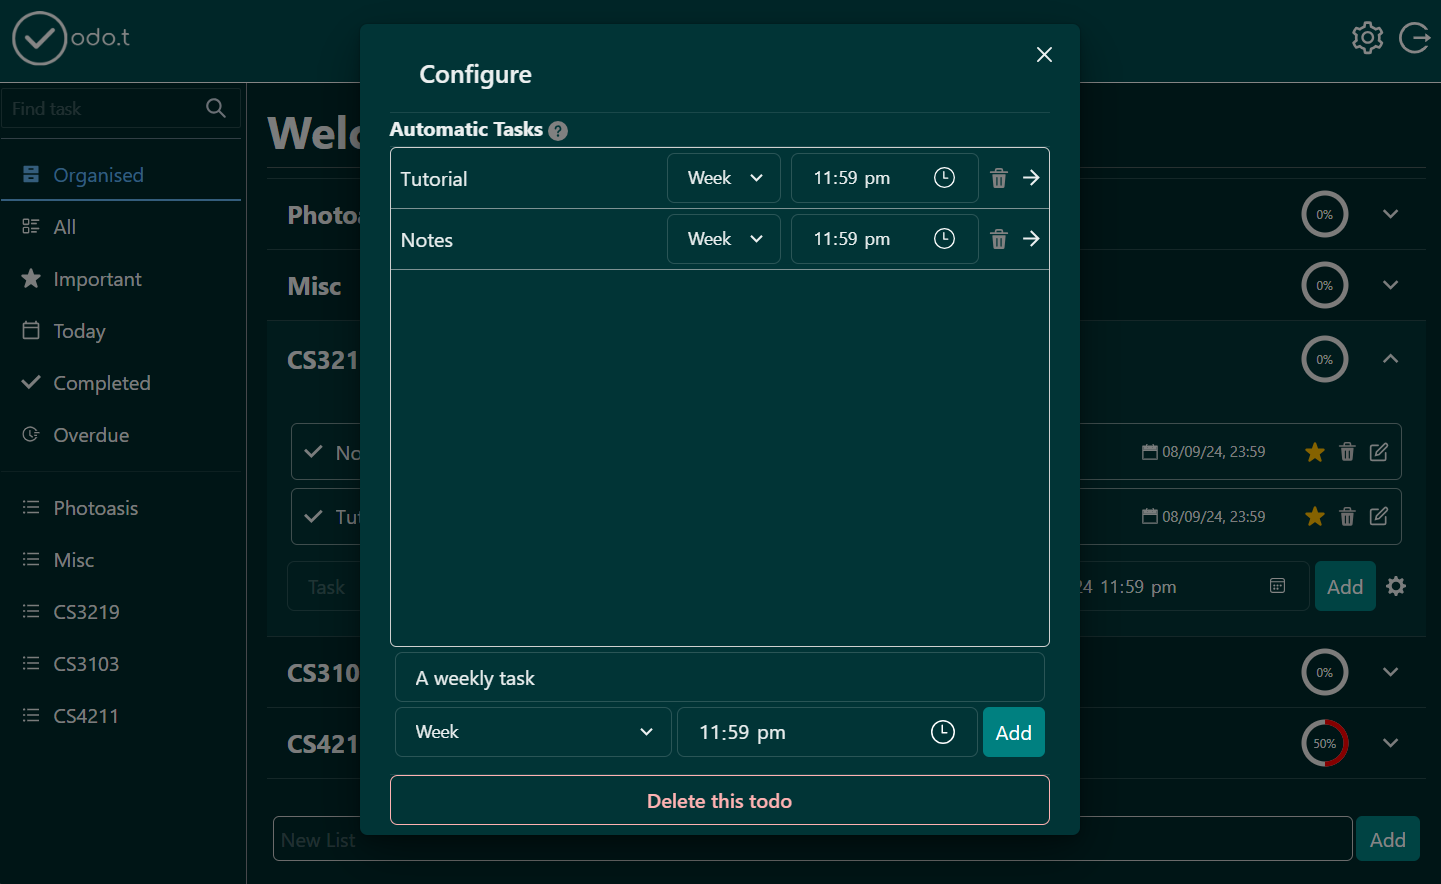 odo.t
Find task
Organised
All
Important
Today
Completed
Overdue
Photoasis
Misc
CS3219
CS3103
CS4211
Welc
Photoa
0%
Misc
0%
CS321
0%
No
08/09/24, 23:59
Tut
08/09/24, 23:59
Task
24 11:59 pm
Add
CS310
0%
CS421
50%
New List
Add
Configure
Automatic Tasks ?
Tutorial Week 11:59 pm
Notes Week 11:59 pm
A weekly task
Week 11:59 pm Add
Delete this todo